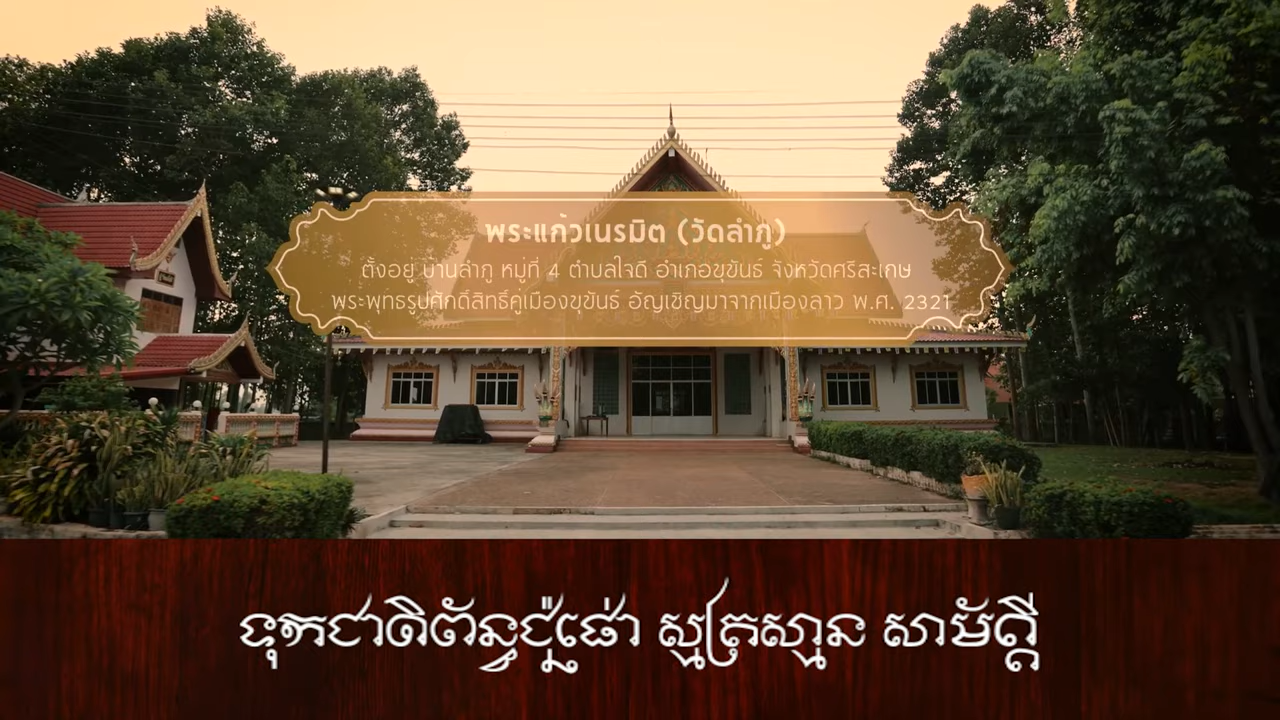 พระแก้วเนรมิต (วัดลำภู)
ตั้งอยู่ บ้านลำภู หมู่ที่ 4 ตำบลใจดี อำเภอขุขันธ์ จังหวัดศรีสะเกษ
พระพุทธรูปศักดิ์สิทธิ์คู่เมืองขุขันธ์ อัญเชิญมาจากเมืองลาว พ.ศ. 2321
ទុកជាតិព័ន្ធ ស្មត្រស្មាន សាម័គ្គី